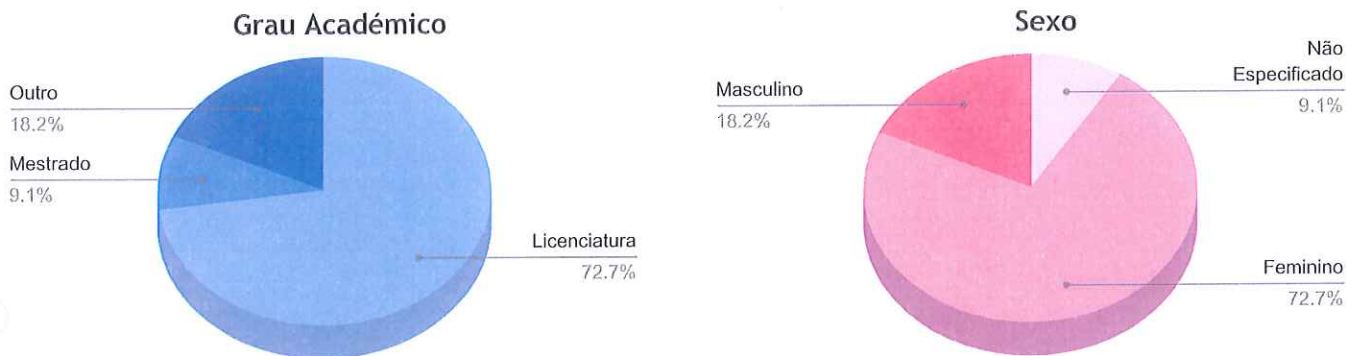 Grau Académico
Outro
18.2%
Mestrado
9.1%
Licenciatura
72.7%
Sexo
Não
Especificado
9.1%
Masculino
18.2%
Feminino
72.7%